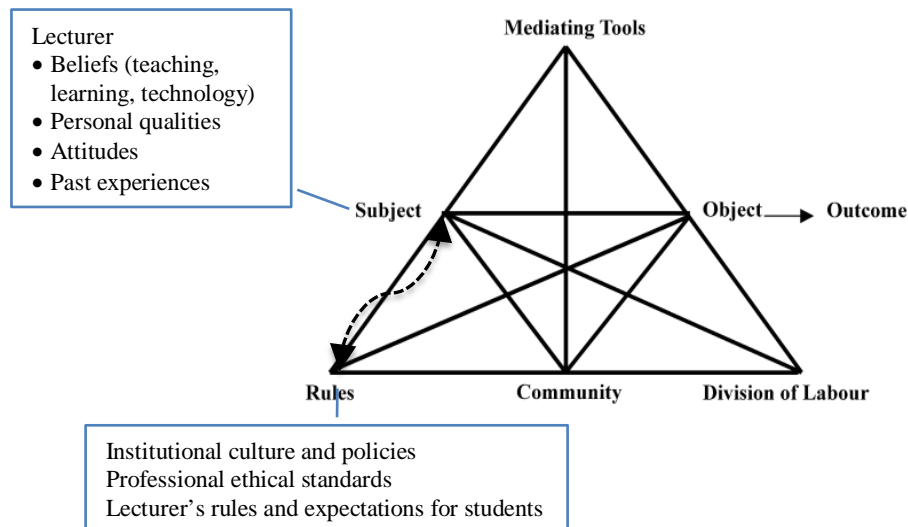 Lecturer
• Beliefs (teaching,
learning, technology)
• Personal qualities
• Attitudes
• Past experiences
Mediating Tools
Subject
Object
Outcome
Rules
Community
Division of Labour
Institutional culture and policies
Professional ethical standards
Lecturer’s rules and expectations for students